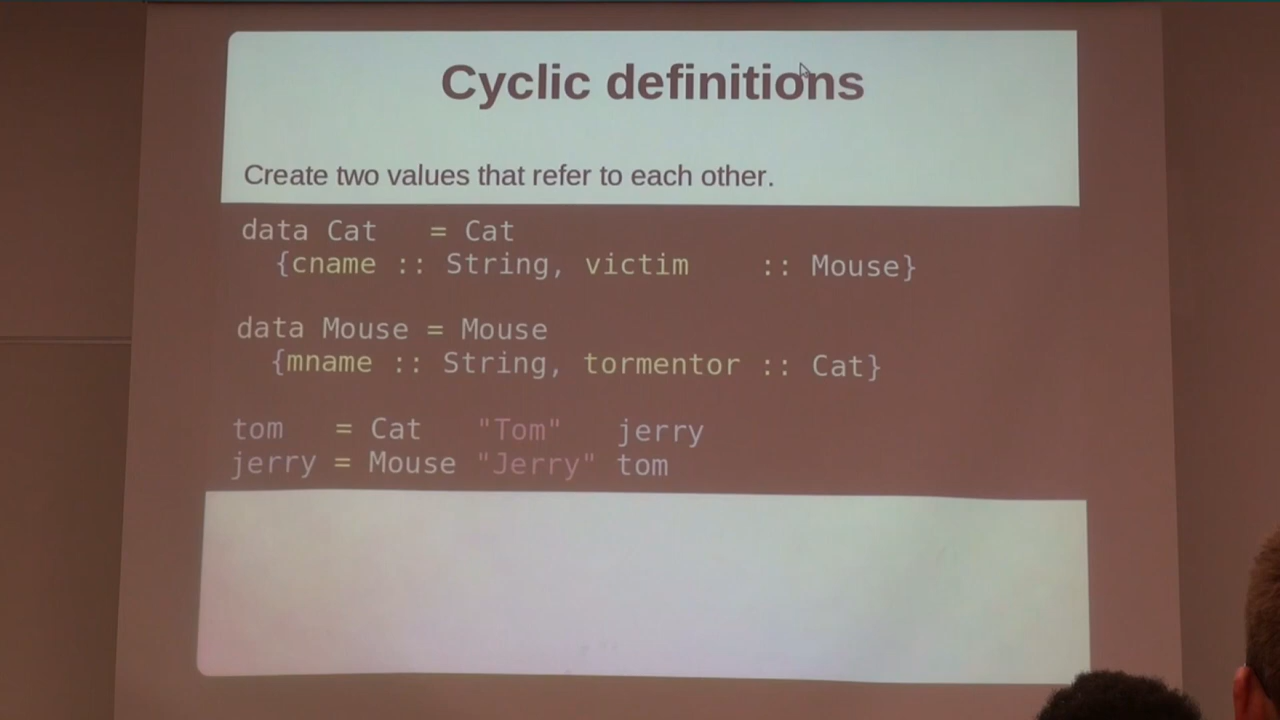 Cyclic definitions
Create two values that refer to each other.
data Cat   = Cat
  {cname :: String, victim    :: Mouse}
data Mouse = Mouse
  {mname :: String, tormentor :: Cat}
tom   = Cat   "Tom"   jerry
jerry = Mouse "Jerry" tom